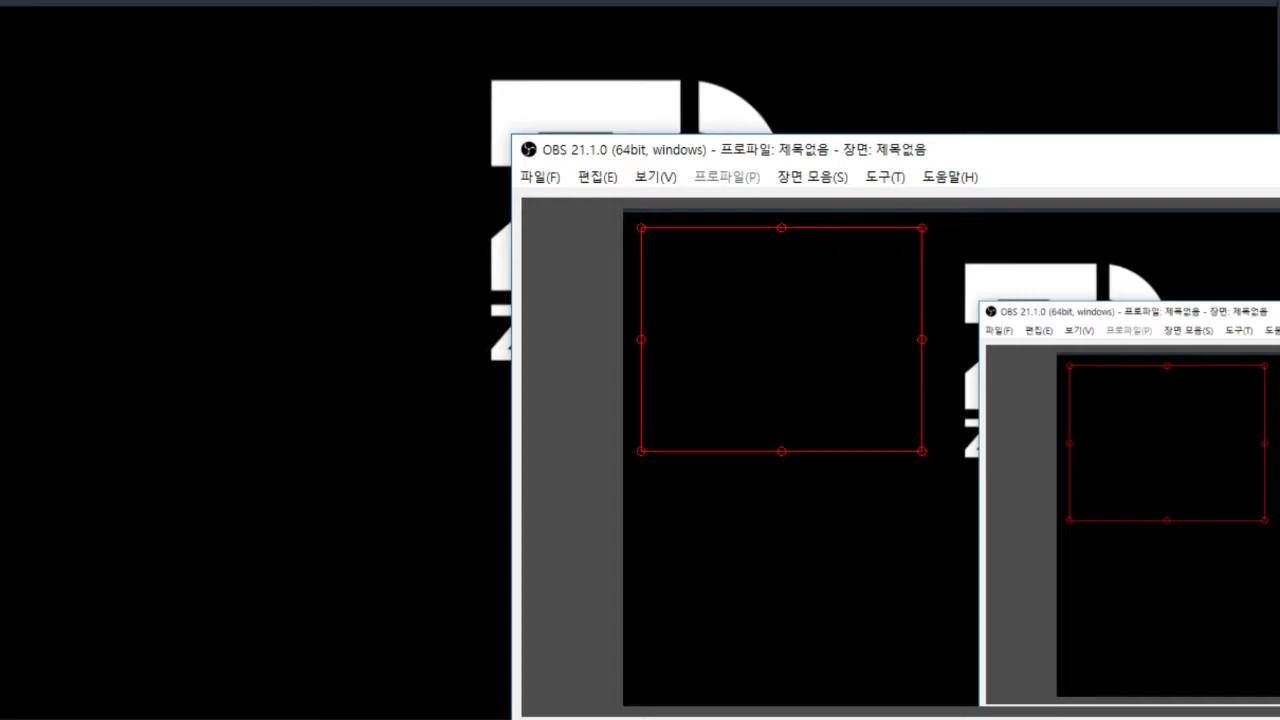 OBS 21.1.0 (64bit, windows) - 프로파일: 제목없음 - 장면: 제목없음
파일(F) 편집(E) 보기(V) 프로파일(P) 장면 모음(S) 도구(T) 도움말(H)
OBS 21.1.0 (64bit, windows) - 프로파일: 제목없음 - 장면: 제목없음
파일(F) 편집(E) 보기(V) 프로파일(P) 장면 모음(S) 도구(T)